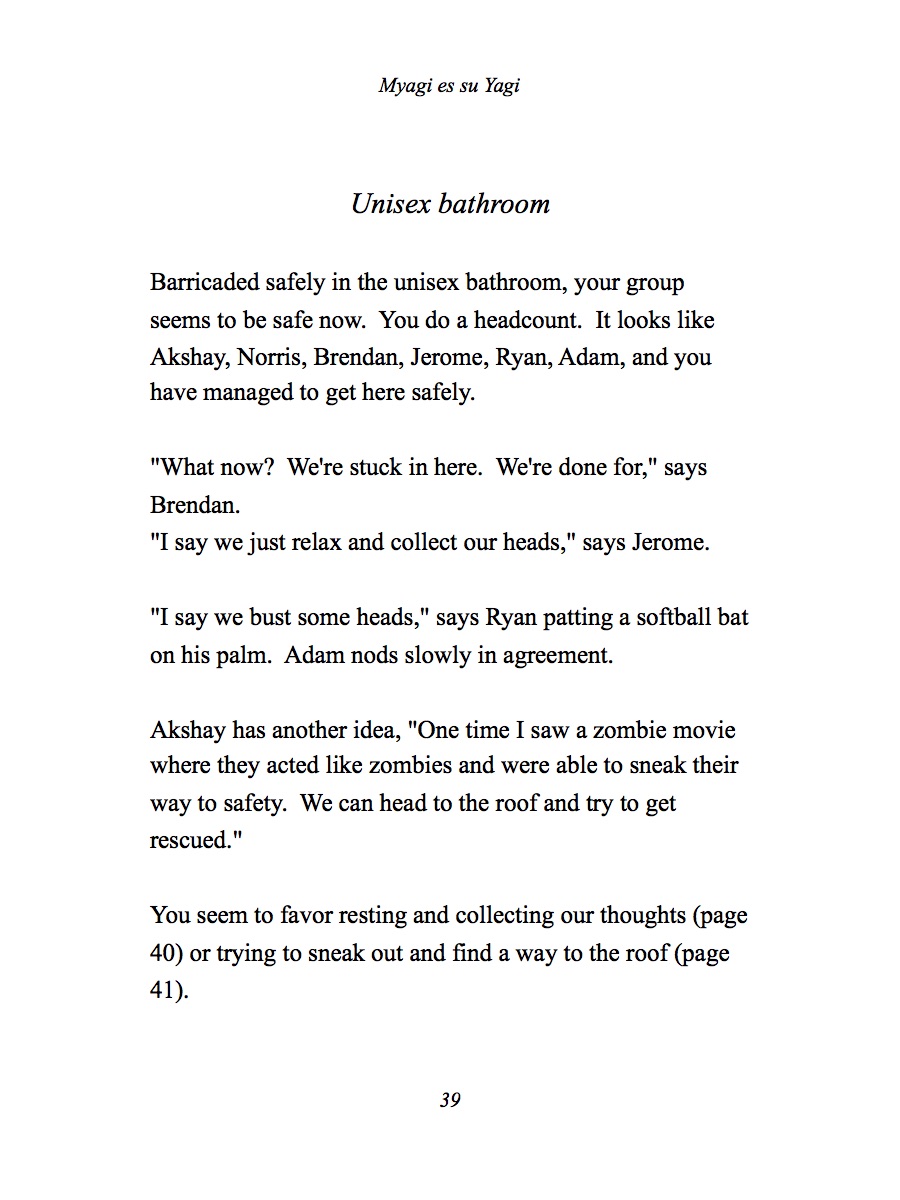 Myagi es su Yagi
Unisex bathroom
Barricaded safely in the unisex bathroom, your group
seems to be safe now.  You do a headcount.  It looks like
Akshay, Norris, Brendan, Jerome, Ryan, Adam, and you
have managed to get here safely.
"What now?  We're stuck in here.  We're done for," says
Brendan.
"I say we just relax and collect our heads," says Jerome.
"I say we bust some heads," says Ryan patting a softball bat
on his palm.  Adam nods slowly in agreement.
Akshay has another idea, "One time I saw a zombie movie
where they acted like zombies and were able to sneak their
way to safety.  We can head to the roof and try to get
rescued."
You seem to favor resting and collecting our thoughts (page
40) or trying to sneak out and find a way to the roof (page
41).
39